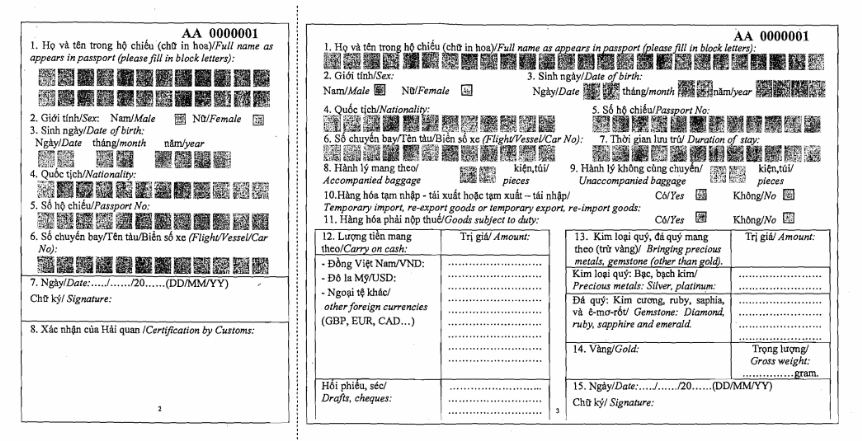 AA 0000001
1. Họ và tên trong hộ chiếu (chữ in hoa)/Full name as
appears in passport (please fill in block letters):
2. Giới tính/Sex: Nam/Male Nữ/Female
3. Sinh ngày/Date of birth:
Ngày/Date tháng/month năm/year
4. Quốc tịch/Nationality:
5. Số hộ chiếu/Passport No:
6. Số chuyến bay/Tên tàu/Biển số xe (Flight/Vessel/Car
No):
7. Ngày/Date:...../....../20......(DD/MM/YY)
Chữ ký/ Signature:
8. Xác nhận của Hải quan /Certification by Customs:
2
AA 0000001
1. Họ và tên trong hộ chiếu (chữ in hoa)/Full name as appears in passport (please fill in block letters):
2. Giới tính/Sex: 3. Sinh ngày/Date of birth:
Nam/Male Nữ/Female Ngày/Date tháng/month năm/year
4. Quốc tịch/Nationality: 5. Số hộ chiếu/Passport No:
6. Số chuyến bay/Tên tàu/Biển số xe (Flight/Vessel/Car No): 7. Thời gian lưu trú/ Duration of stay:
8. Hành lý mang theo/ kiện,túi/ 9. Hành lý không cùng chuyến/ kiện,túi/
Accompanied baggage pieces Unaccompanied baggage pieces
10.Hàng hóa tạm nhập - tái xuất hoặc tạm xuất – tái nhập/ Có/Yes Không/No
Temporary import, re-export goods or temporary export, re-import goods:
11. Hàng hóa phải nộp thuế/Goods subject to duty: Có/Yes Không/No
12. Lượng tiền mang Trị giá/ Amount:
theo/Carry on cash:
- Đồng Việt Nam/VND:
- Đô la Mỹ/USD:
- Ngoại tệ khác/
other foreign currencies
(GBP, EUR, CAD…)
Hối phiếu, séc/
Drafts, cheques:
13. Kim loại quý, đá quý mang Trị giá/ Amount:
theo (trừ vàng)/ Bringing precious
metals, gemstone (other than gold).
Kim loại quý: Bạc, bạch kim/
Precious metals: Silver, platinum:
Đá quý: Kim cương, ruby, saphia,
và ê-mơ-rốt/ Gemstone: Diamond,
ruby, sapphire and emerald.
14. Vàng/Gold: Trọng lượng/
Gross weight:
...............gram.
15. Ngày/Date:...../....../20......(DD/MM/YY)
Chữ ký/ Signature:
3